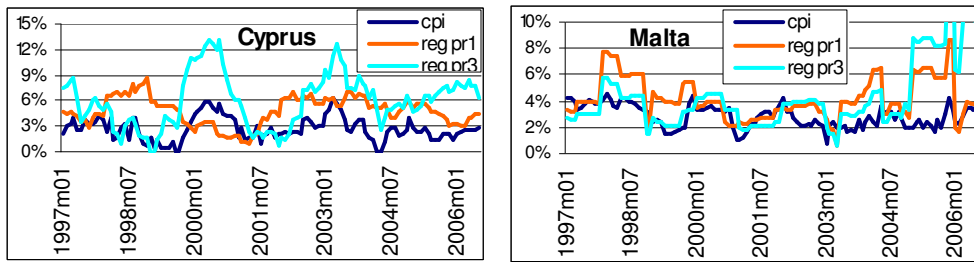 Cyprus
cpi
reg pr1
reg pr3
15%
12%
9%
6%
3%
0%
1997m01
1998m07
2000m01
2001m07
2003m01
2004m07
2006m01
Malta
cpi
reg pr1
reg pr3
10%
8%
6%
4%
2%
0%
1997m01
1998m07
2000m01
2001m07
2003m01
2004m07
2006m01